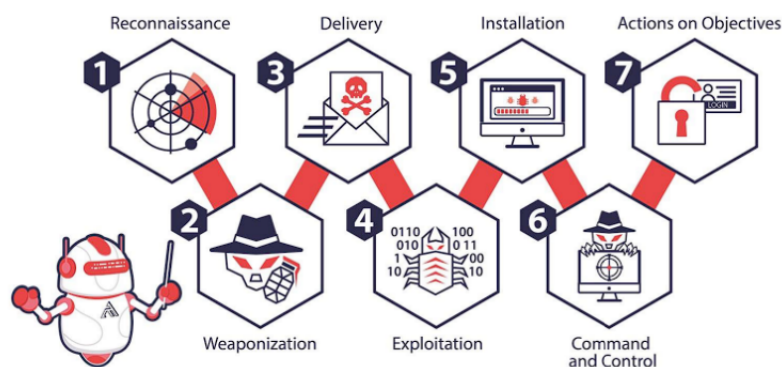 Reconnaissance
Delivery
Installation
Actions on Objectives
1
3
5
7
LOGIN
2
4
6
0110 100
010 0 11
1 00
10 10
Weaponization
Exploitation
Command
and Control